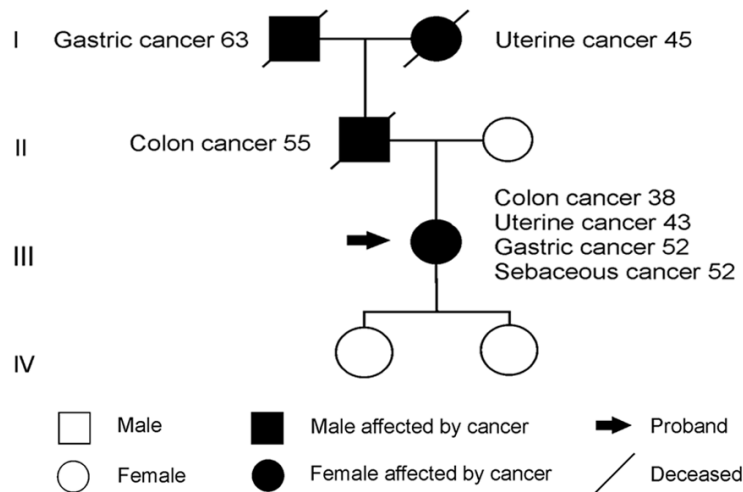 I
Gastric cancer 63
Uterine cancer 45
II
Colon cancer 55
III
Colon cancer 38
Uterine cancer 43
Gastric cancer 52
Sebaceous cancer 52
IV
Male
Male affected by cancer
Proband
Female
Female affected by cancer
Deceased